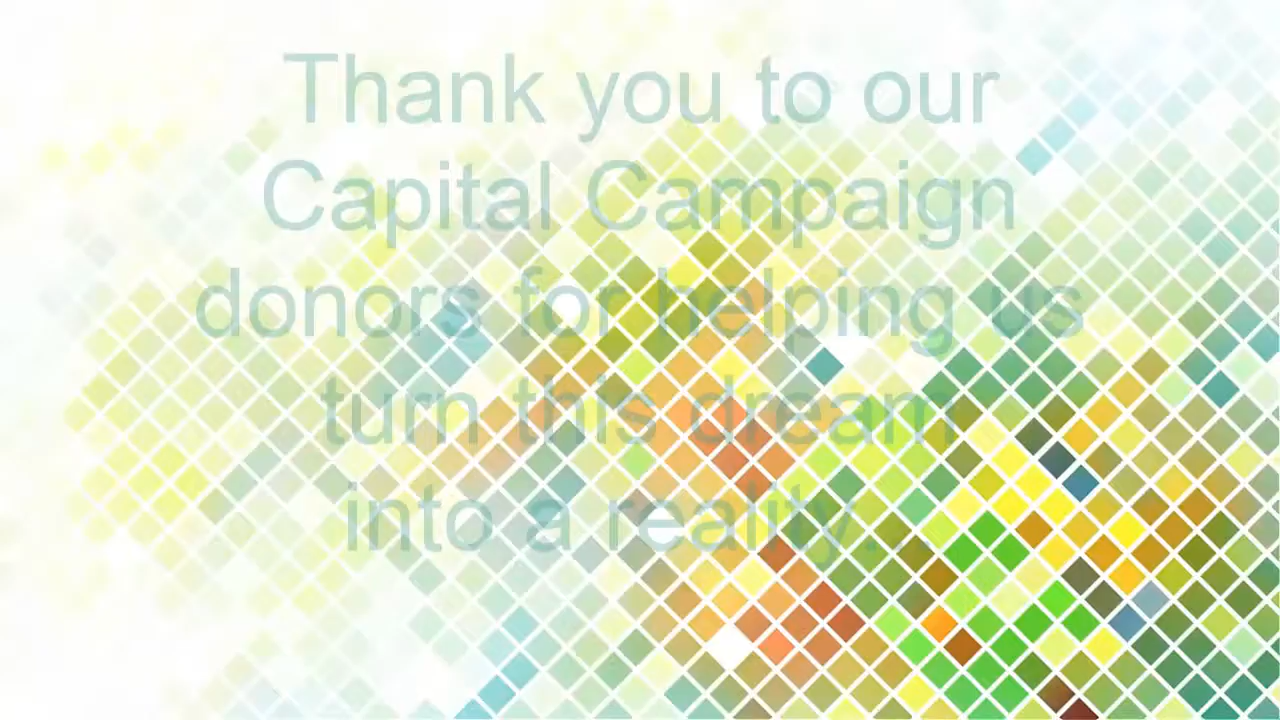 Thank you to our
Capital Campaign
donors for helping us
turn this dream
into a reality.